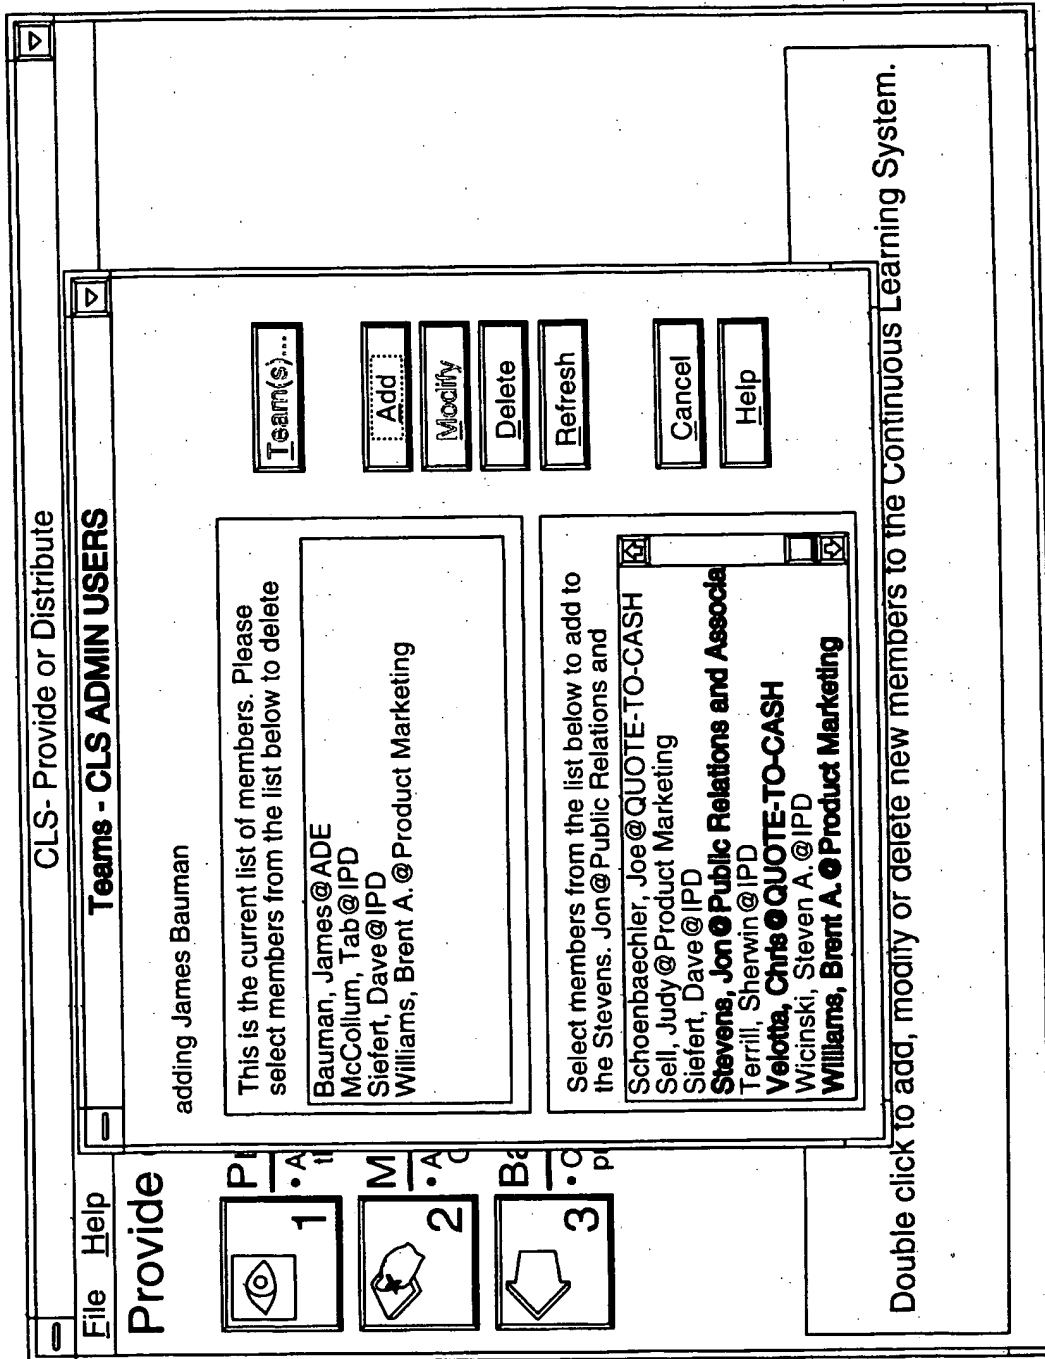 CLS- Provide or Distribute
Teams - CLS ADMIN USERS
File Help
Provide
adding James Bauman
This is the current list of members. Please
select members from the list below to delete
Bauman, James@ADE
McCollum, Tab@IPD
Siefert, Dave@IPD
Williams, Brent A.@Product Marketing
Select members from the list below to add to
the Stevens. Jon@Public Relations and
Schoenbaechler, Joe@QUOTE-TO-CASH
Sell, Judy@Product Marketing
Siefert, Dave@IPD
Stevens, Jon@Public Relations and Associa
Terrill, Sherwin@IPD
Velotta, Chris@QUOTE-TO-CASH
Wicinski, Steven A.@IPD
Williams, Brent A.@Product Marketing
Team(s)...
Add
Modify
Delete
Refresh
Cancel
Help
1
M
• A
2
Ba
3
Double click to add, modify or delete new members to the Continuous Learning System.